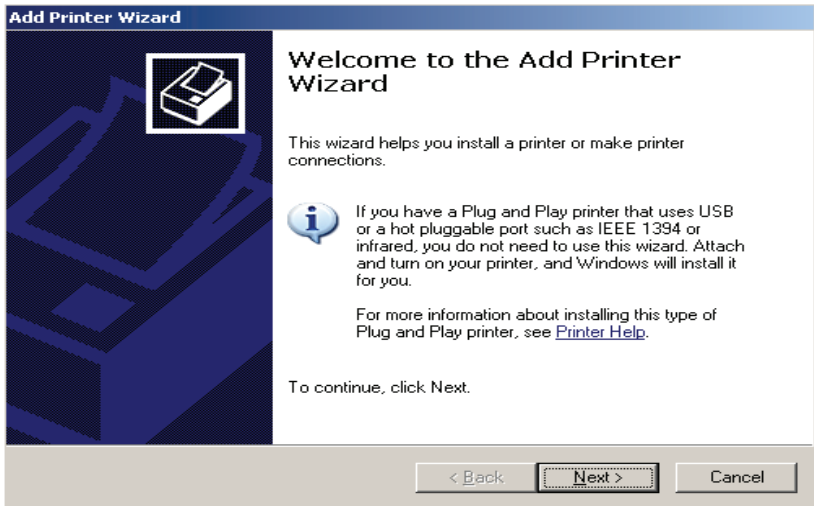 Add Printer Wizard
Welcome to the Add Printer
Wizard
This wizard helps you install a printer or make printer
connections.
If you have a Plug and Play printer that uses USB
or a hot pluggable port such as IEEE 1394 or
infrared, you do not need to use this wizard. Attach
and turn on your printer, and Windows will install it
for you.
For more information about installing this type of
Plug and Play printer, see Printer Help.
To continue, click Next.
< Back Next > Cancel